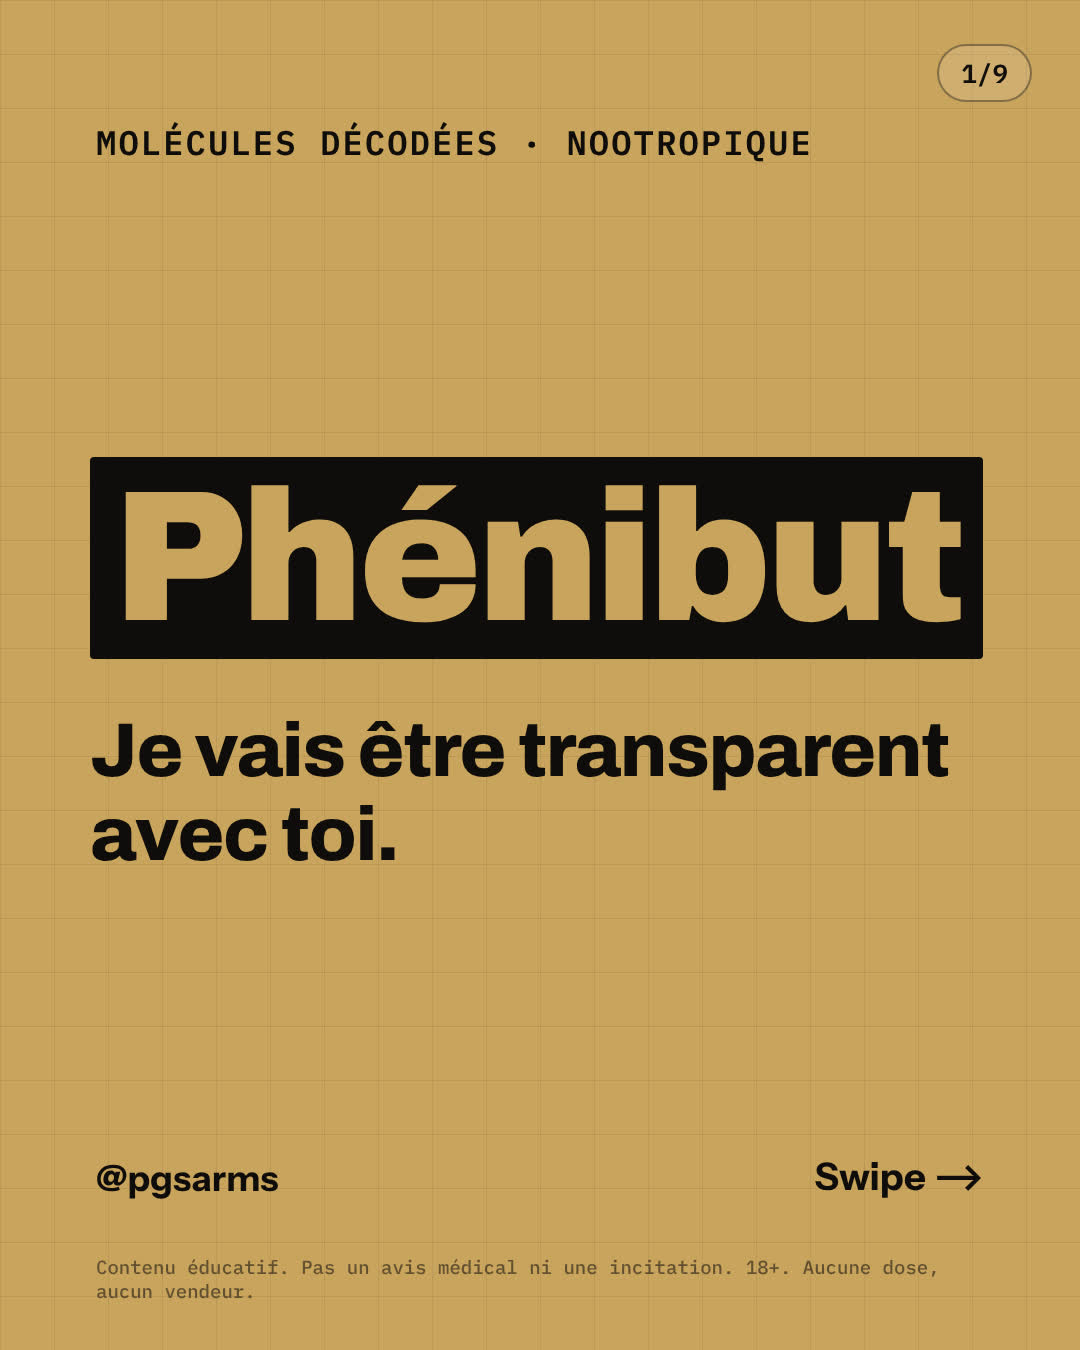 1/9
MOLÉCULES DÉCODÉES · NOOTROPIQUE
Phénibut
Je vais être transparent
avec toi.
@pgsarms
Swipe →
Contenu éducatif. Pas un avis médical ni une incitation. 18+. Aucune dose,
aucun vendeur.